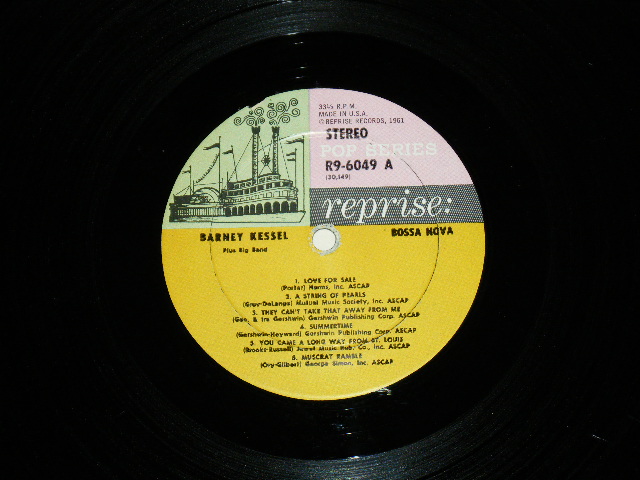 33⅓ R.P.M.
MADE IN U.S.A.
© REPRISE RECORDS, 1961
STEREO
POP SERIES
R9-6049 A
(30,149)
reprise:
BARNEY KESSEL
BOSSA NOVA
Plus Big Band
1. LOVE FOR SALE
(Porter) Harms, Inc. ASCAP
2. A STRING OF PEARLS
(Gray-DeLange) Mutual Music Society, Inc. ASCAP
3. THEY CAN'T TAKE THAT AWAY FROM ME
(Geo. & Ira Gershwin) Gershwin Publishing Corp. ASCAP
4. SUMMERTIME
(Gershwin-Heyward) Gershwin Publishing Corp. ASCAP
5. YOU CAME A LONG WAY FROM ST. LOUIS
(Brooks-Russell) Jewel Music Pub. Co., Inc. ASCAP
6. MUSCRAT RAMBLE
(Ory-Gilbert) George Simon, Inc. ASCAP